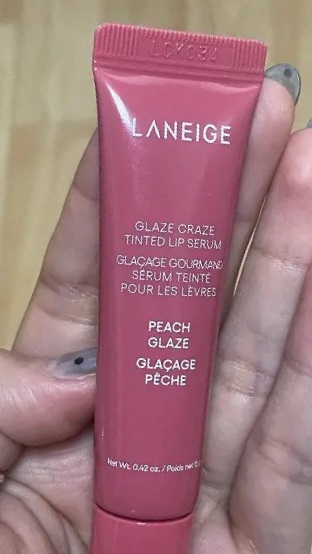 LANEIGE
GLAZE CRAZE
TINTED LIP SERUM
GLAÇAGE GOURMAND
SÉRUM TEINTÉ
POUR LES LÈVRES
PEACH
GLAZE
GLAÇAGE
PÊCHE
Net Wt. 0.42 oz. / Poids net